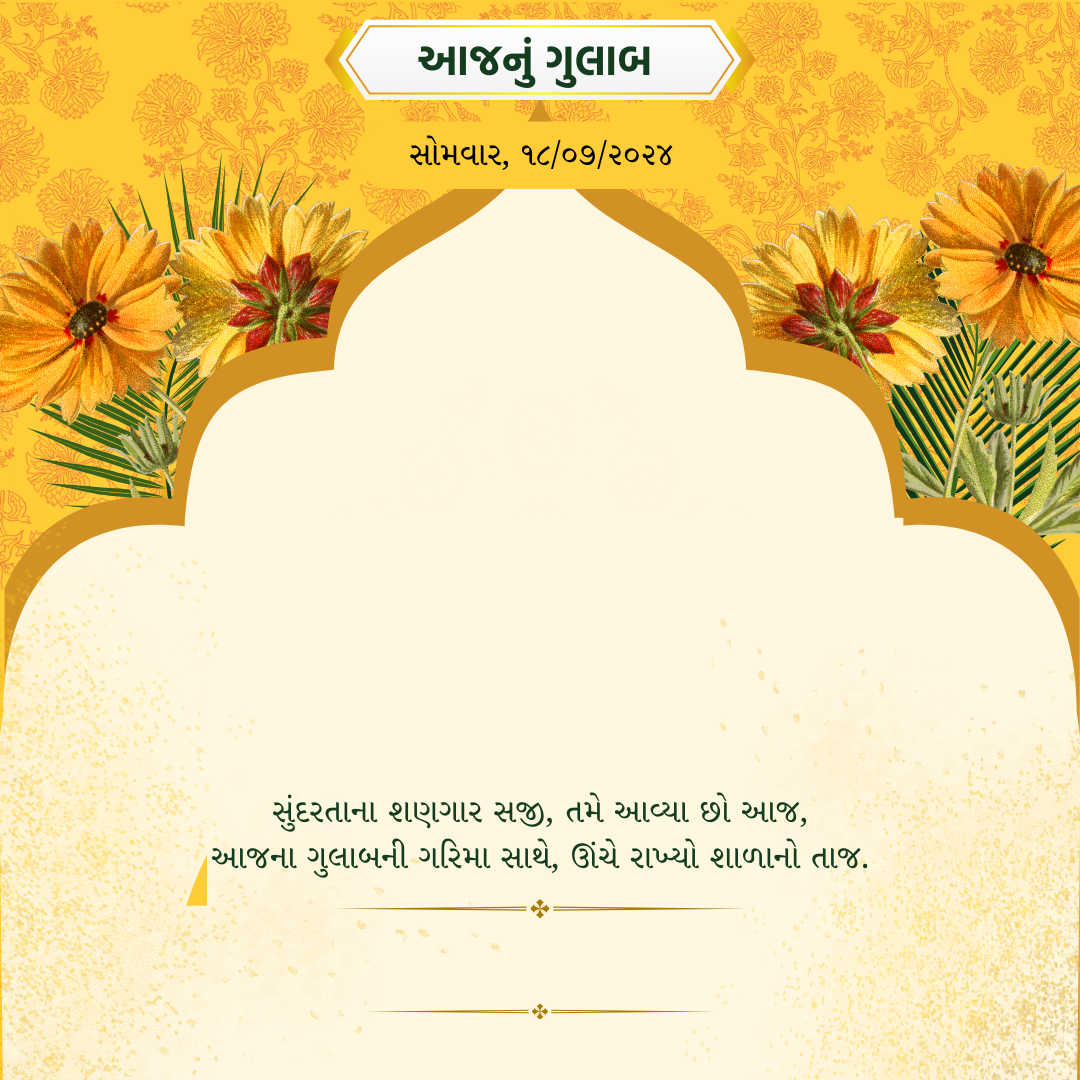 આજનું ગુલાબ
સોમવાર, ૧૮/૦૭/૨૦૨૪
સુંદરતાના શણગાર સજી, તમે આવ્યા છો આજ,
આજના ગુલાબની ગરિમા સાથે, ઊંચે રાખ્યો શાળાનો તાજ.